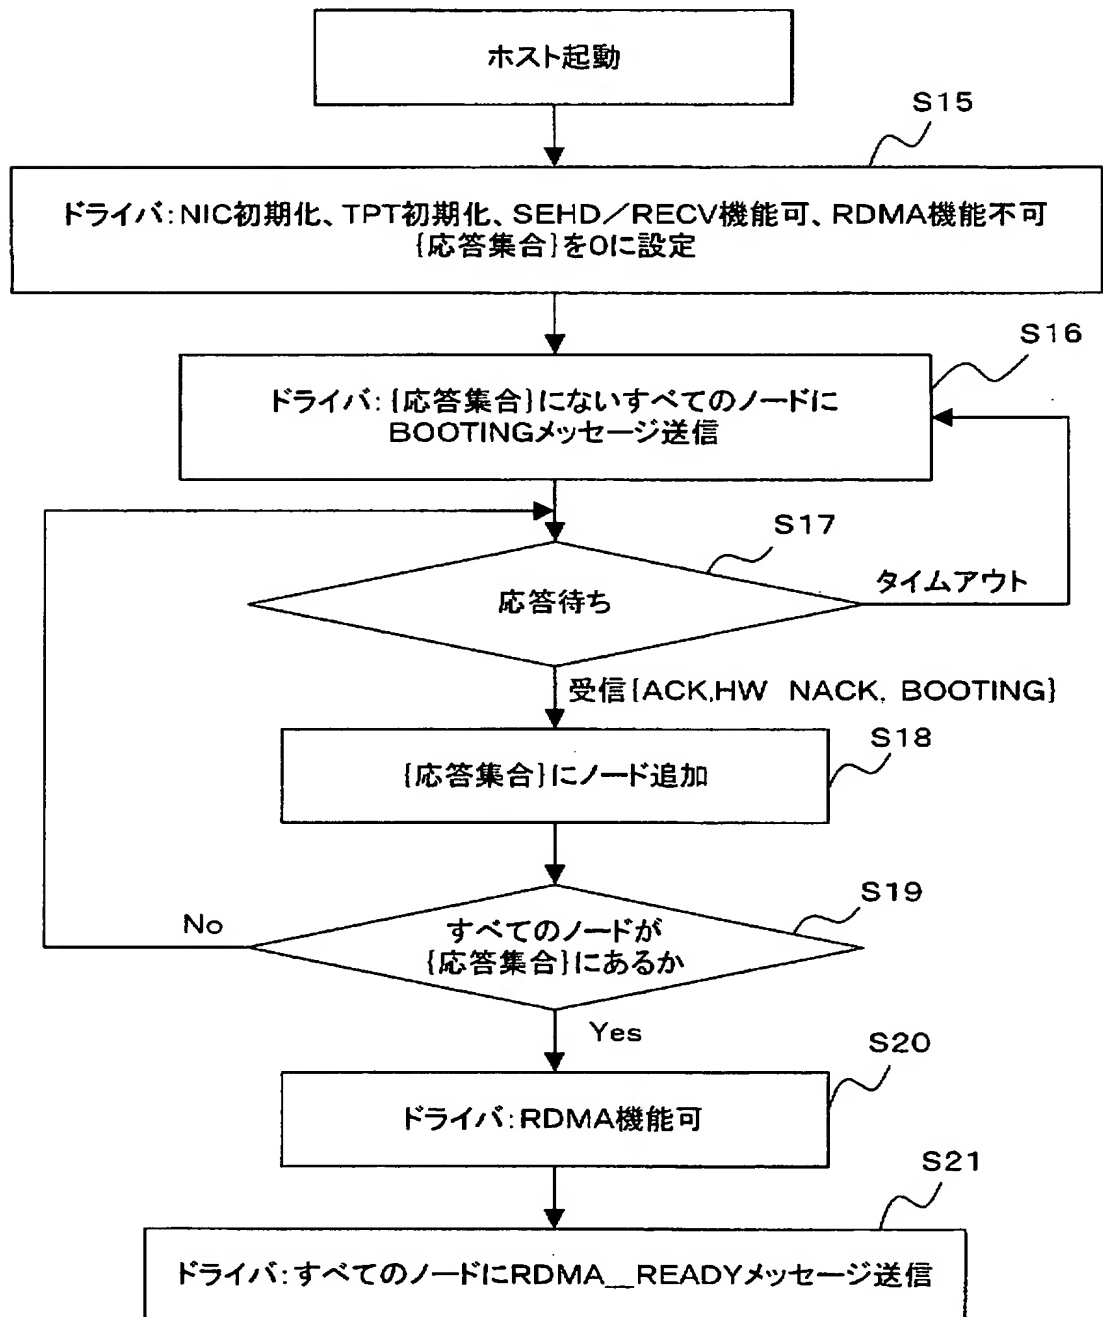 ホスト起動
S15
ドライバ:NIC初期化、TPT初期化、SEHD/RECV機能可、RDMA機能不可
{応答集合}を0に設定
S16
ドライバ:{応答集合}にないすべてのノードに
BOOTINGメッセージ送信
S17
応答待ち
タイムアウト
受信{ACK,HW NACK, BOOTING}
S18
{応答集合}にノード追加
S19
No
すべてのノードが
{応答集合}にあるか
Yes
S20
ドライバ:RDMA機能可
S21
ドライバ:すべてのノードにRDMA__READYメッセージ送信